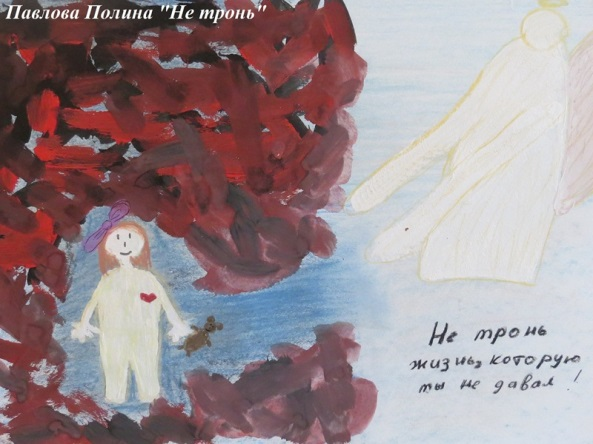 Павлова Полина "Не тронь"
Не тронь
жизнь, которую
ты не давал!